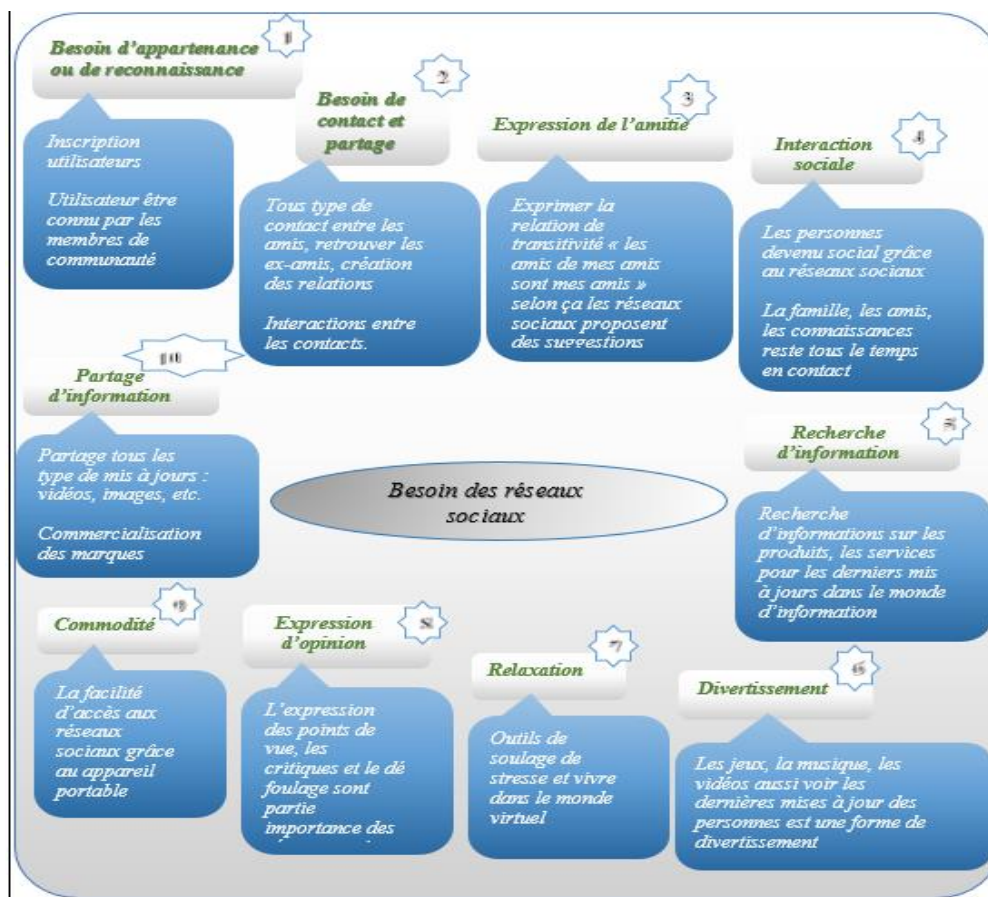 1
Besoin d'appartenance
ou de reconnaissance
Inscription
utilisateurs
Utilisateur être
connu par les
membres de
communauté
2
Besoin de
contact et
partage
Tous type de
contact entre les
amis, retrouver les
ex-amis, création
des relations
Interactions entre
les contacts.
3
Expression de l'amitié
Exprimer la
relation de
transitivité « les
amis de mes amis
sont mes amis »
selon ça les réseaux
sociaux proposent
des suggestions
4
Interaction
sociale
Les personnes
devenu social grâce
au réseaux sociaux
La famille, les amis,
les connaissances
reste tous le temps
en contact
Recherche
d'information
Recherche
d'informations sur les
produits, les services
pour les derniers mis
à jours dans le monde
d'information
6
Divertissement
Les jeux, la musique, les
vidéos aussi voir les
dernières mises à jour des
personnes est une forme de
divertissement
7
Relaxation
Outils de
soulage de
stresse et vivre
dans le monde
virtuel
8
Expression
d'opinion
L'expression
des points de
vue, les
critiques et le dé
foulage sont
partie
importance des
9
Commodité
La facilité
d'accès aux
réseaux
sociaux grâce
au appareil
portable
10
Partage
d'information
Partage tous les
type de mis à jours :
vidéos, images, etc.
Commercialisation
des marques
Besoin des réseaux
sociaux